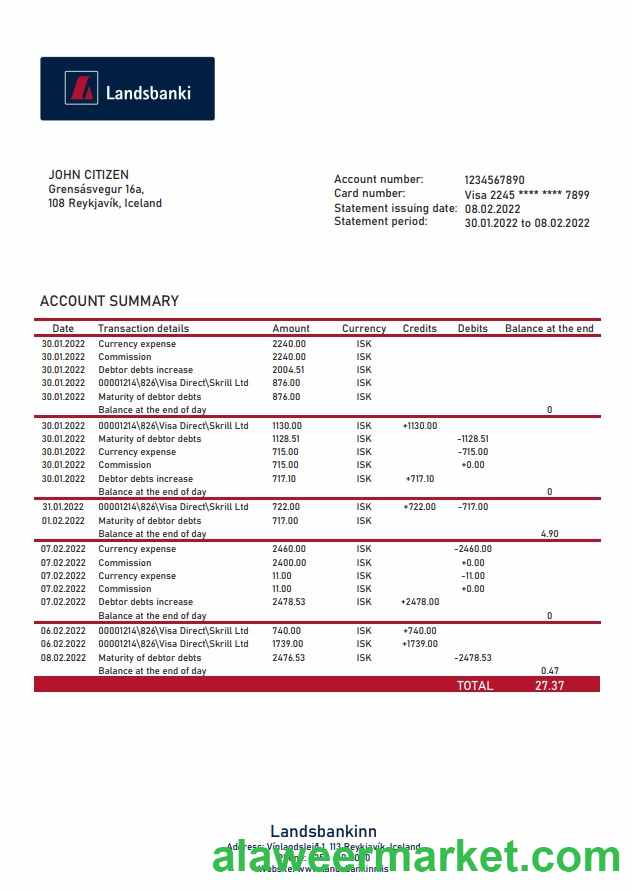 Landsbanki
JOHN CITIZEN
Grensásvegur 16a,
108 Reykjavík, Iceland
Account number: 1234567890
Card number: Visa 2245 **** **** 7899
Statement issuing date: 08.02.2022
Statement period: 30.01.2022 to 08.02.2022
ACCOUNT SUMMARY
Date Transaction details Amount Currency Credits Debits Balance at the end
30.01.2022 Currency expense 2240.00 ISK
30.01.2022 Commission 2240.00 ISK
30.01.2022 Debtor debts increase 2004.51 ISK
30.01.2022 00001214\826\Visa Direct\Skrill Ltd 876.00 ISK
30.01.2022 Maturity of debtor debts 876.00 ISK
Balance at the end of day 0
30.01.2022 00001214\826\Visa Direct\Skrill Ltd 1130.00 ISK +1130.00
30.01.2022 Maturity of debtor debts 1128.51 ISK -1128.51
30.01.2022 Currency expense 715.00 ISK -715.00
30.01.2022 Commission 715.00 ISK +0.00
30.01.2022 Debtor debts increase 717.10 ISK +717.10
Balance at the end of day 0
31.01.2022 00001214\826\Visa Direct\Skrill Ltd 722.00 ISK +722.00 -717.00
01.02.2022 Maturity of debtor debts 717.00 ISK
Balance at the end of day 4.90
07.02.2022 Currency expense 2460.00 ISK -2460.00
07.02.2022 Commission 2400.00 ISK +0.00
07.02.2022 Currency expense 11.00 ISK -11.00
07.02.2022 Commission 11.00 ISK +0.00
07.02.2022 Debtor debts increase 2478.53 ISK +2478.00
Balance at the end of day 0
06.02.2022 00001214\826\Visa Direct\Skrill Ltd 740.00 ISK +740.00
06.02.2022 00001214\826\Visa Direct\Skrill Ltd 1739.00 ISK +1739.00
08.02.2022 Maturity of debtor debts 2476.53 ISK -2478.53
Balance at the end of day 0.47
TOTAL 27.37
Landsbankinn
Address: 1, 113 Reykjavík, Iceland
alaweermarket.com
Website: www.landsbankinn.is